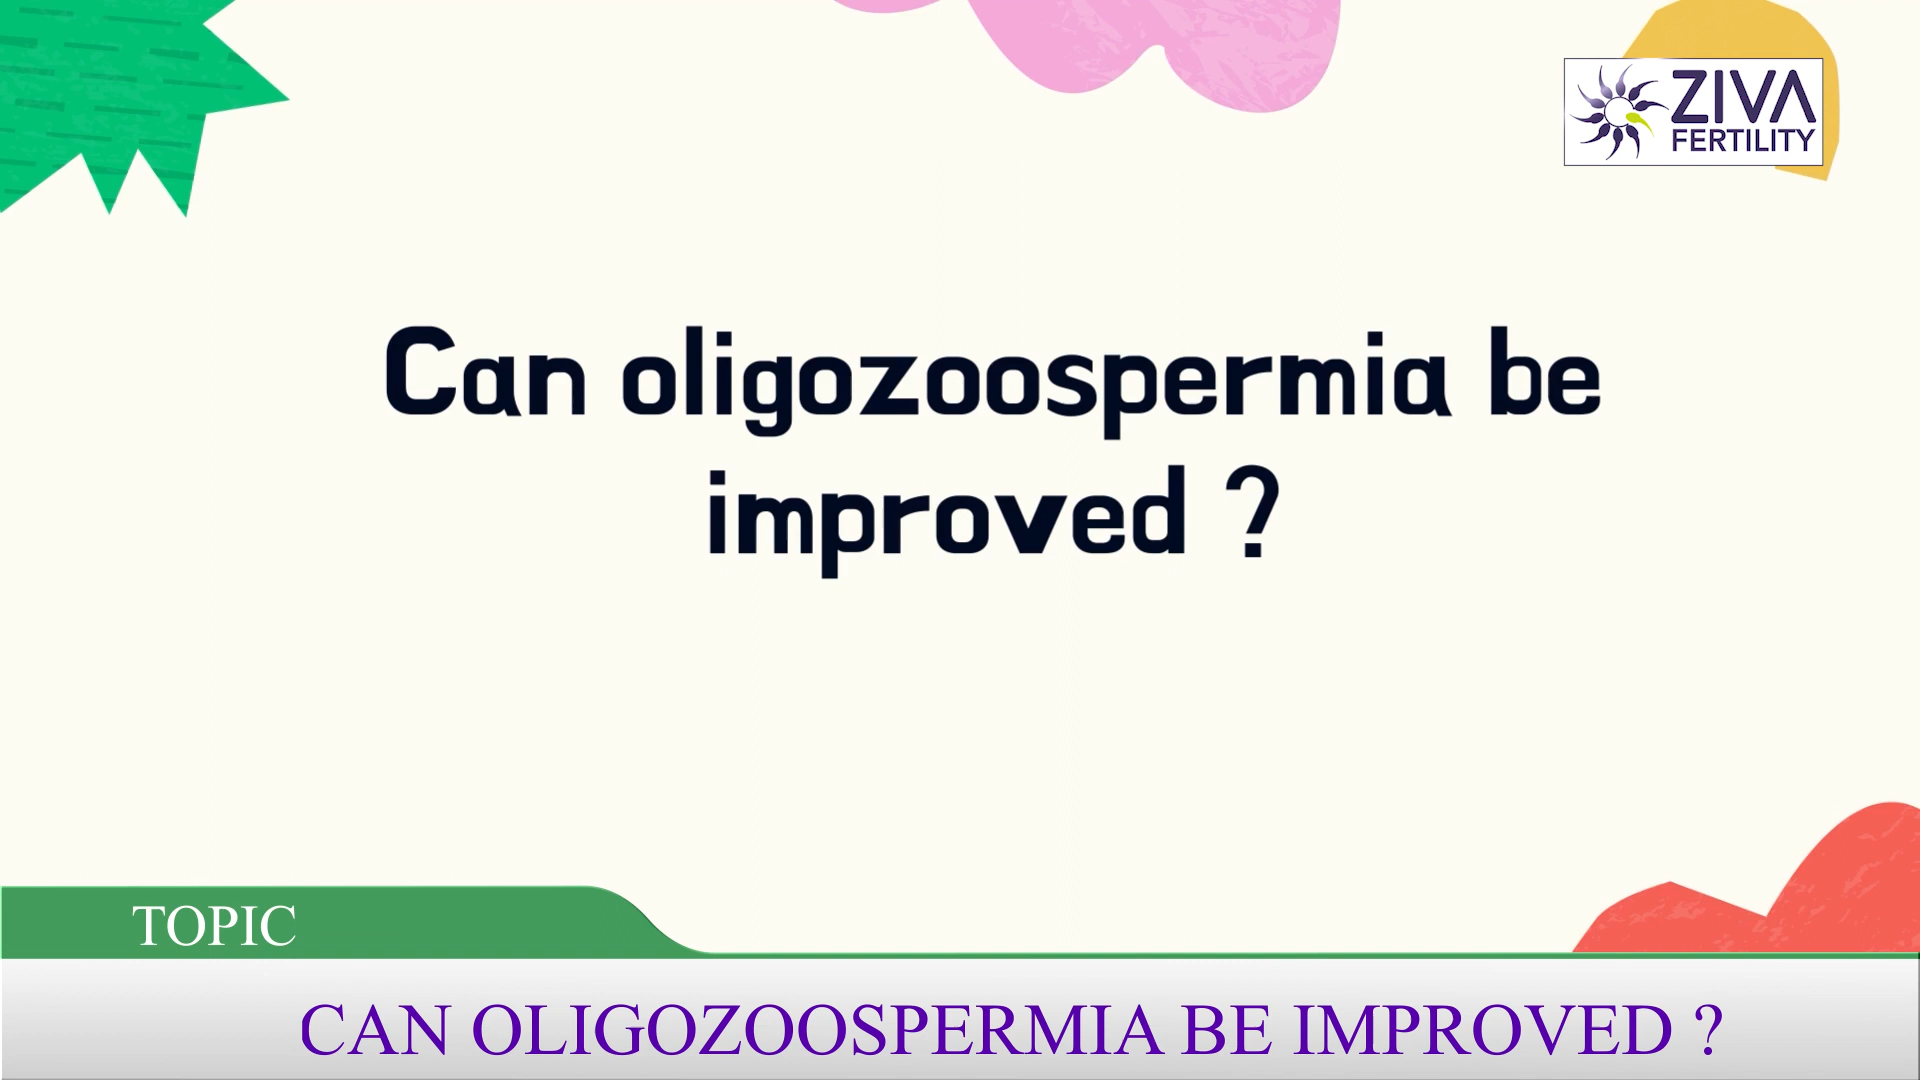 ZIVA
FERTILITY
Can oligozoospermia be
improved ?
TOPIC
CAN OLIGOZOOSPERMIA BE IMPROVED ?